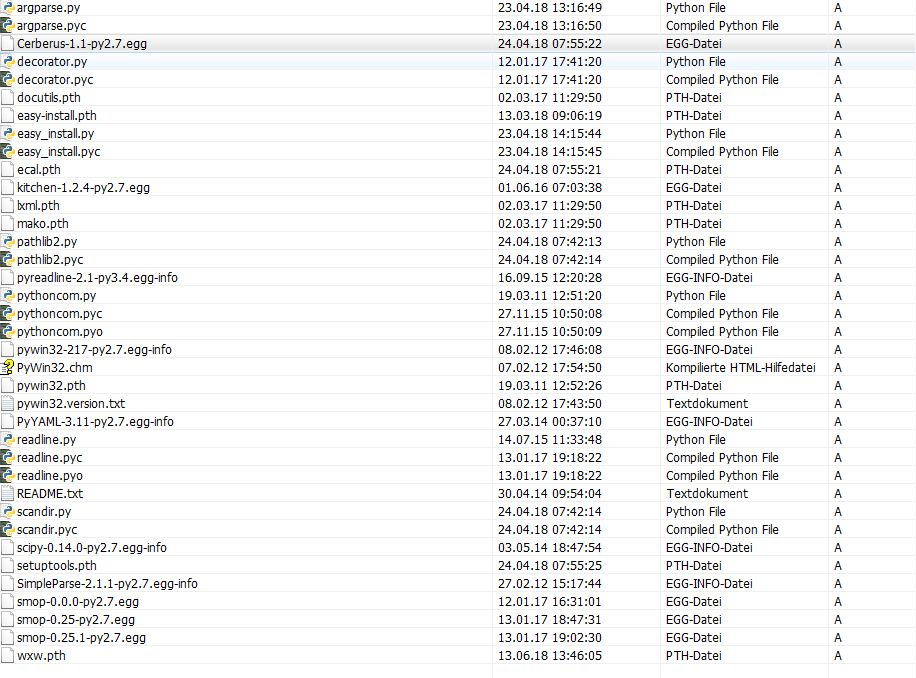 argparse.py 23.04.18 13:16:49 Python File A
argparse.pyc 23.04.18 13:16:50 Compiled Python File A
Cerberus-1.1-py2.7.egg 24.04.18 07:55:22 EGG-Datei A
decorator.py 12.01.17 17:41:20 Python File A
decorator.pyc 12.01.17 17:41:20 Compiled Python File A
docutils.pth 02.03.17 11:29:50 PTH-Datei A
easy-install.pth 13.03.18 09:06:19 PTH-Datei A
easy_install.py 23.04.18 14:15:44 Python File A
easy_install.pyc 23.04.18 14:15:45 Compiled Python File A
ecal.pth 24.04.18 07:55:21 PTH-Datei A
kitchen-1.2.4-py2.7.egg 01.06.16 07:03:38 EGG-Datei A
lxml.pth 02.03.17 11:29:50 PTH-Datei A
mako.pth 02.03.17 11:29:50 PTH-Datei A
pathlib2.py 24.04.18 07:42:13 Python File A
pathlib2.pyc 24.04.18 07:42:14 Compiled Python File A
pyreadline-2.1-py3.4.egg-info 16.09.15 12:20:28 EGG-INFO-Datei A
pythoncom.py 19.03.11 12:51:20 Python File A
pythoncom.pyc 27.11.15 10:50:08 Compiled Python File A
pythoncom.pyo 27.11.15 10:50:09 Compiled Python File A
pywin32-217-py2.7.egg-info 08.02.12 17:46:08 EGG-INFO-Datei A
PyWin32.chm 07.02.12 17:54:50 Kompilierte HTML-Hilfedatei A
pywin32.pth 19.03.11 12:52:26 PTH-Datei A
pywin32.version.txt 08.02.12 17:43:50 Textdokument A
PyYAML-3.11-py2.7.egg-info 27.03.14 00:37:10 EGG-INFO-Datei A
readline.py 14.07.15 11:33:48 Python File A
readline.pyc 13.01.17 19:18:22 Compiled Python File A
readline.pyo 13.01.17 19:18:22 Compiled Python File A
README.txt 30.04.14 09:54:04 Textdokument A
scandir.py 24.04.18 07:42:14 Python File A
scandir.pyc 24.04.18 07:42:14 Compiled Python File A
scipy-0.14.0-py2.7.egg-info 03.05.14 18:47:54 EGG-INFO-Datei A
setuptools.pth 24.04.18 07:55:25 PTH-Datei A
SimpleParse-2.1.1-py2.7.egg-info 27.02.12 15:17:44 EGG-INFO-Datei A
smop-0.0.0-py2.7.egg 12.01.17 16:31:01 EGG-Datei A
smop-0.25-py2.7.egg 13.01.17 18:47:31 EGG-Datei A
smop-0.25.1-py2.7.egg 13.01.17 19:02:30 EGG-Datei A
wxw.pth 13.06.18 13:46:05 PTH-Datei A